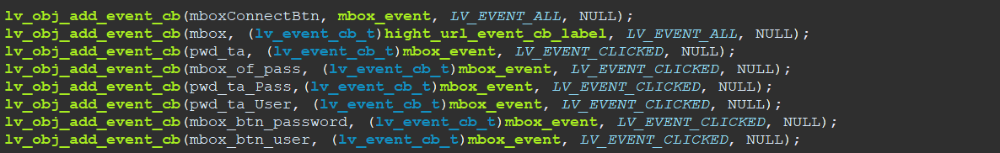 lv_obj_add_event_cb(mboxConnectBtn, mbox_event, LV_EVENT_ALL, NULL);
lv_obj_add_event_cb(mbox, (lv_event_cb_t)hight_url_event_cb_label, LV_EVENT_ALL, NULL);
lv_obj_add_event_cb(pwd_ta, (lv_event_cb_t)mbox_event, LV_EVENT_CLICKED, NULL);
lv_obj_add_event_cb(mbox_of_pass, (lv_event_cb_t)mbox_event, LV_EVENT_CLICKED, NULL);
lv_obj_add_event_cb(pwd_ta_Pass,(lv_event_cb_t)mbox_event, LV_EVENT_CLICKED, NULL);
lv_obj_add_event_cb(pwd_ta_User, (lv_event_cb_t)mbox_event, LV_EVENT_CLICKED, NULL);
lv_obj_add_event_cb(mbox_btn_password, (lv_event_cb_t)mbox_event, LV_EVENT_CLICKED, NULL);
lv_obj_add_event_cb(mbox_btn_user, (lv_event_cb_t)mbox_event, LV_EVENT_CLICKED, NULL);